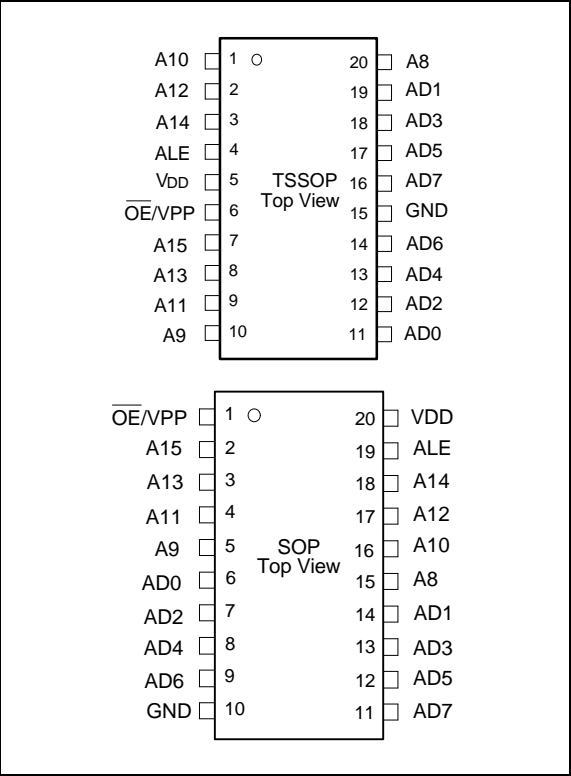 A10 1 20 A8
A12 2 19 AD1
A14 3 18 AD3
ALE 4 17 AD5
VDD 5 TSSOP 16 AD7
Top View
OE/VPP 6 15 GND
A15 7 14 AD6
A13 8 13 AD4
A11 9 12 AD2
A9 10 11 AD0
OE/VPP 1 20 VDD
A15 2 19 ALE
A13 3 18 A14
A11 4 17 A12
A9 5 SOP 16 A10
Top View
AD0 6 15 A8
AD2 7 14 AD1
AD4 8 13 AD3
AD6 9 12 AD5
GND 10 11 AD7